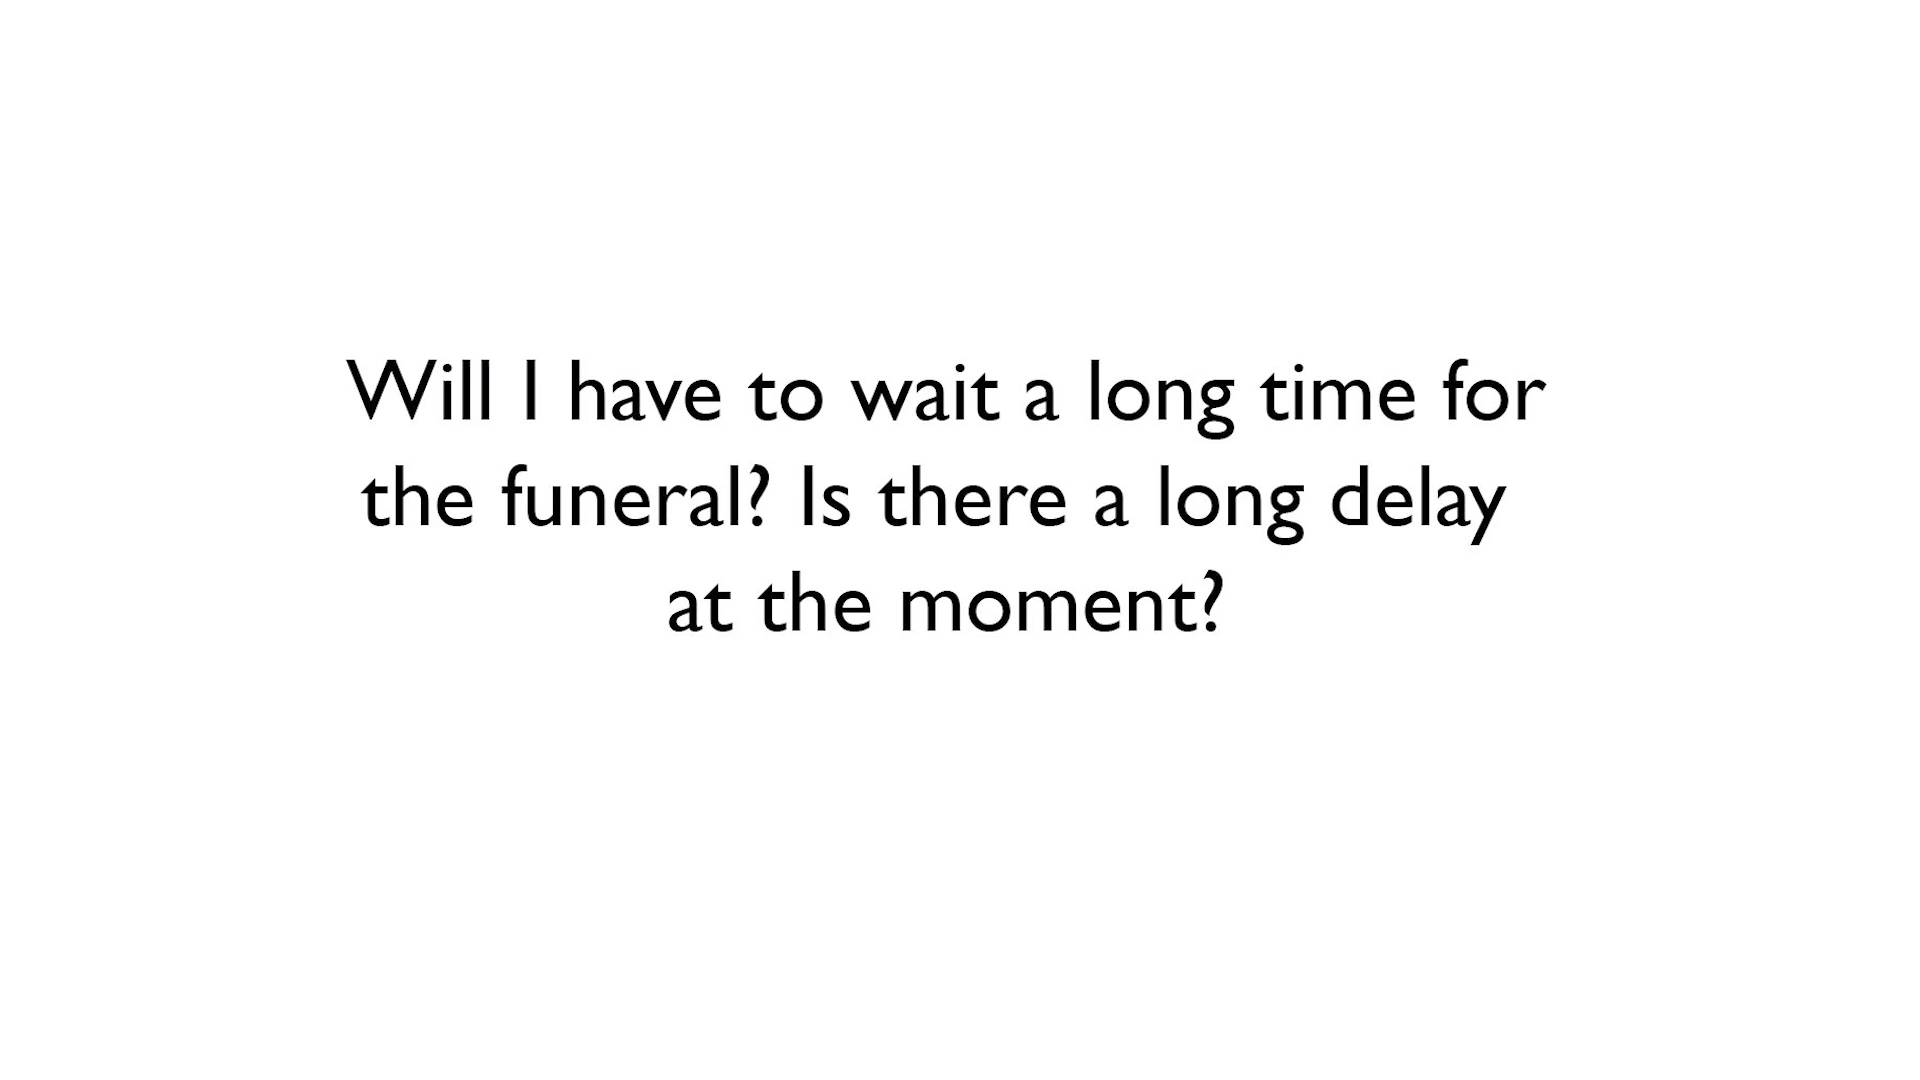 Will I have to wait a long time for
the funeral? Is there a long delay
at the moment?